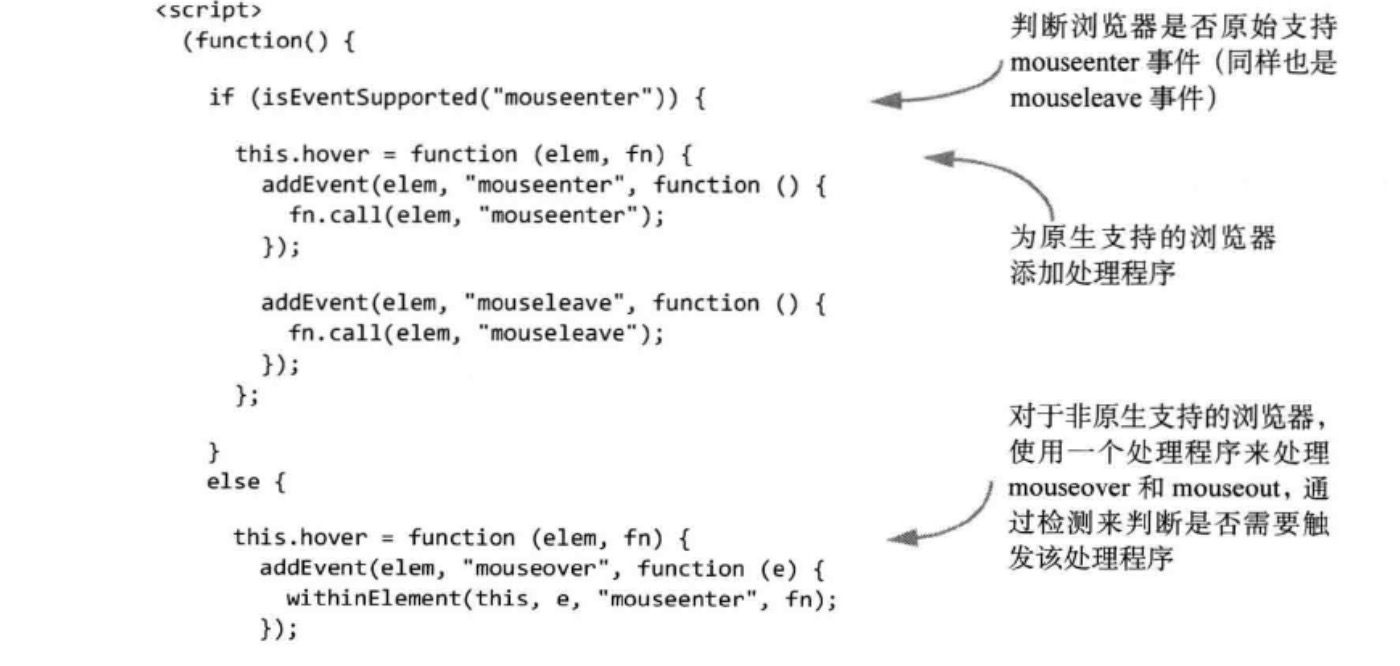 <script>
(function() {
if (isEventSupported("mouseenter")) {
this.hover = function (elem, fn) {
addEvent(elem, "mouseenter", function () {
fn.call(elem, "mouseenter");
});
addEvent(elem, "mouseleave", function () {
fn.call(elem, "mouseleave");
});
};
}
else {
this.hover = function (elem, fn) {
addEvent(elem, "mouseover", function (e) {
withinElement(this, e, "mouseenter", fn);
});
判断浏览器是否原始支持
mouseenter 事件（同样也是
mouseleave 事件）
为原生支持的浏览器
添加处理程序
对于非原生支持的浏览器，
使用一个处理程序来处理
mouseover 和 mouseout，通
过检测来判断是否需要触
发该处理程序